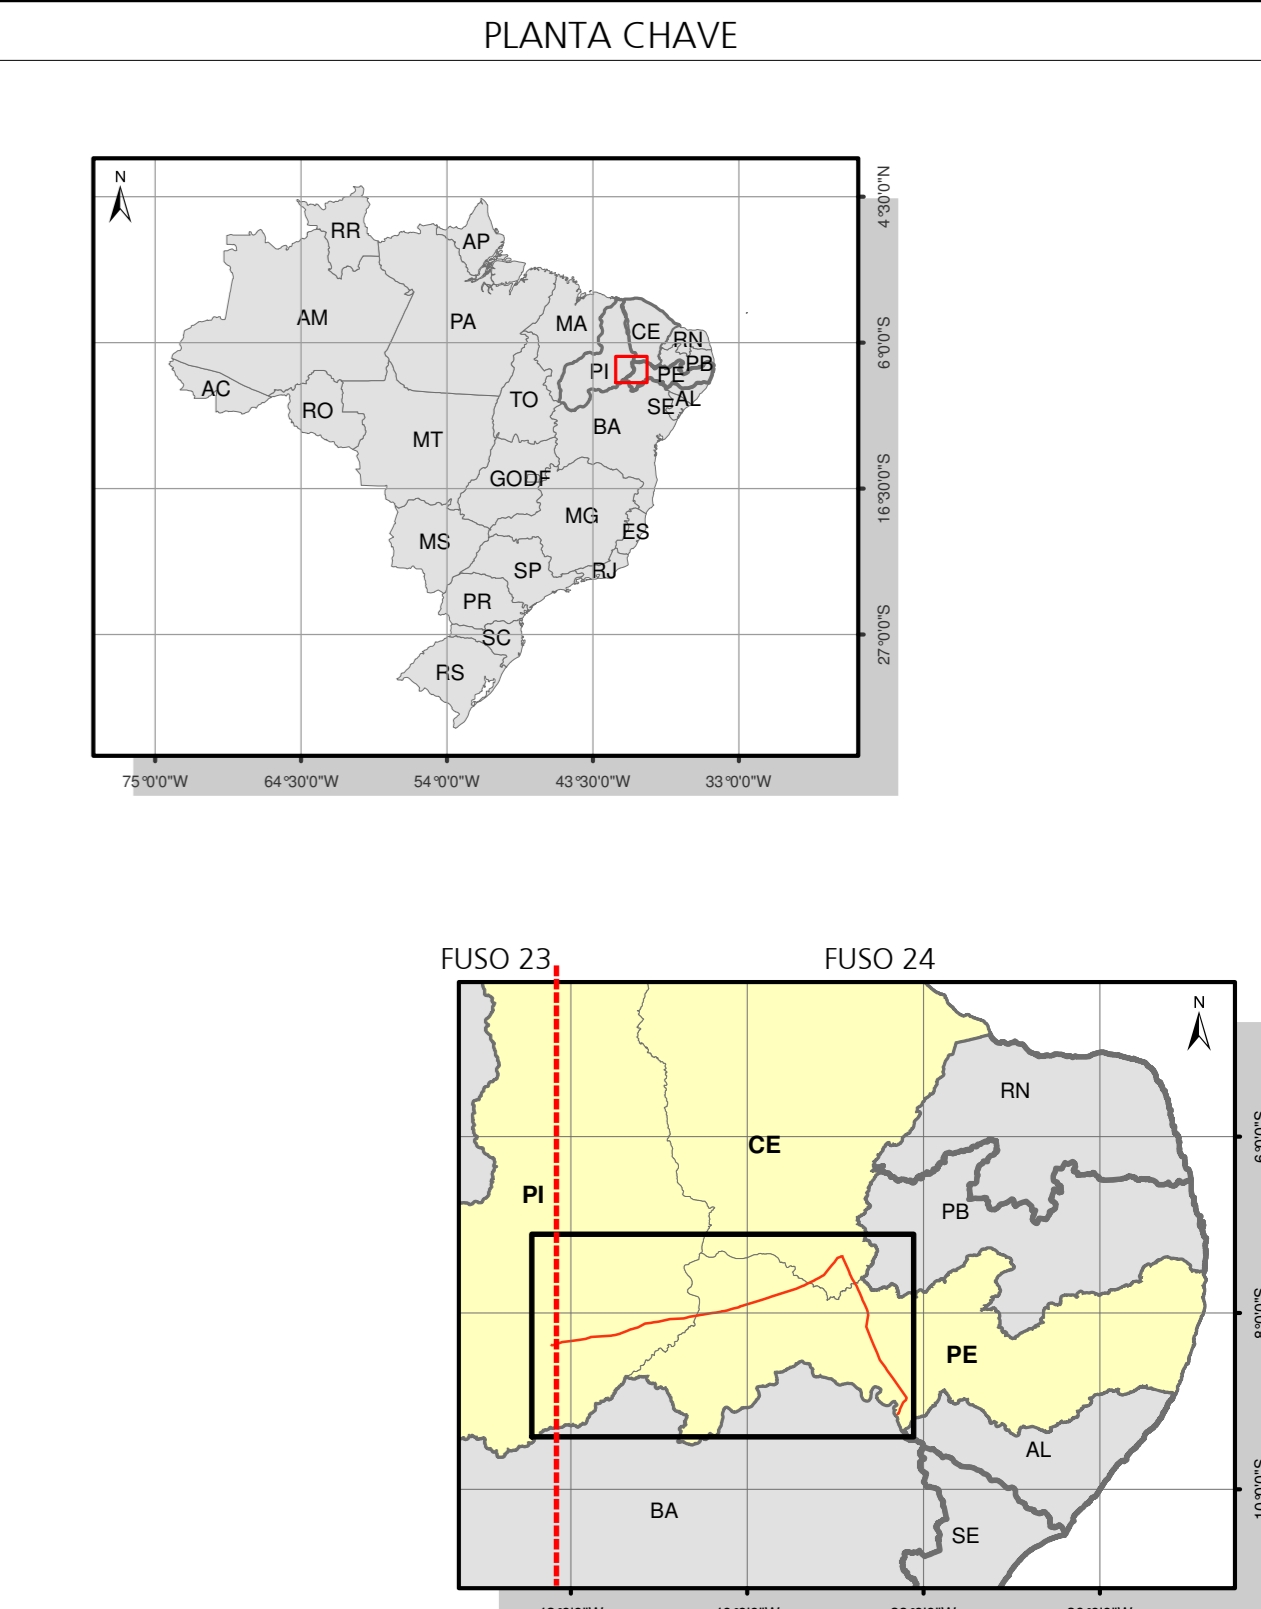 PLANTA CHAVE
N
RR
AP
AM
PA
MA
CE
RN
PB
PI
PE
AC
RO
TO
SE
AL
BA
MT
GO
DF
MG
ES
MS
SP
RJ
PR
SC
RS
4°30'0"N
6°0'0"S
16°30'0"S
27°0'0"S
75°0'0"W
64°30'0"W
54°0'0"W
43°30'0"W
33°0'0"W
FUSO 23
FUSO 24
N
RN
CE
PI
PB
PE
AL
BA
SE